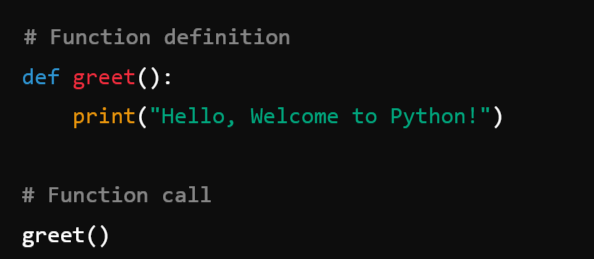 # Function definition
def greet():
    print("Hello, Welcome to Python!")
# Function call
greet()